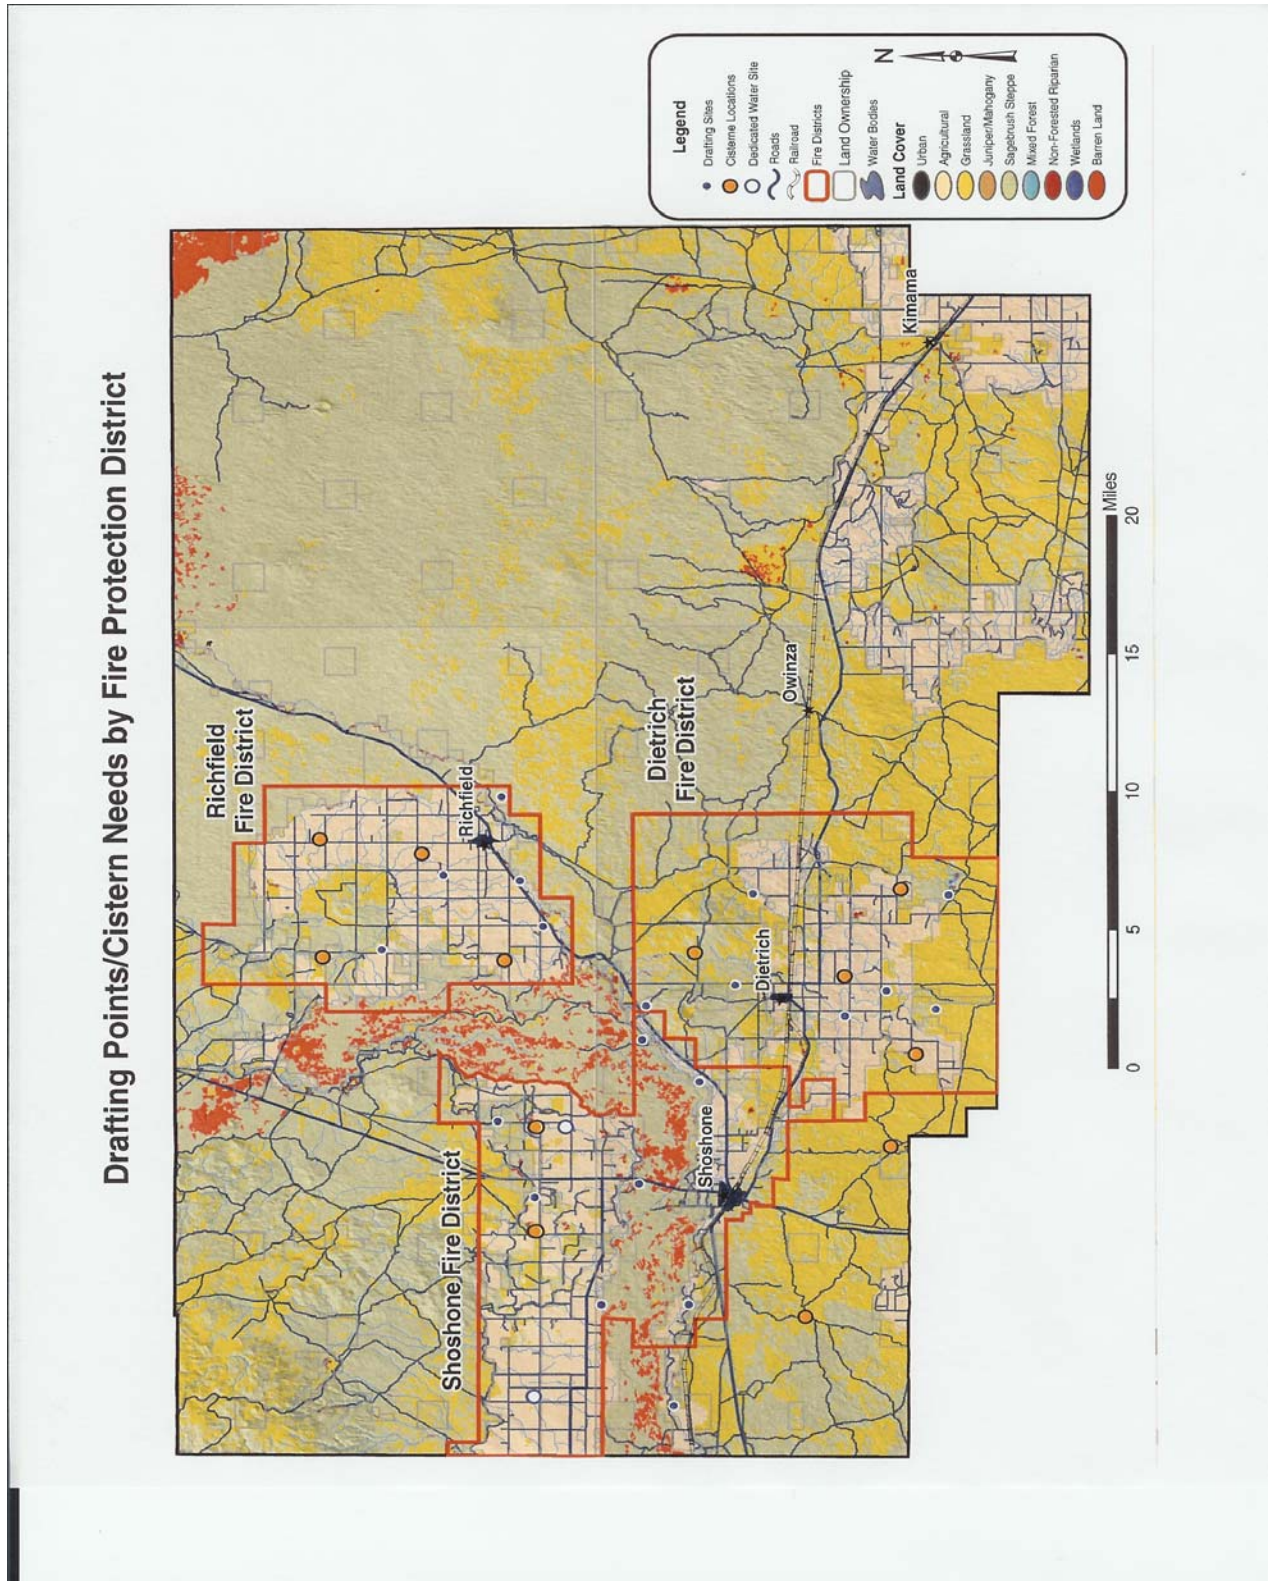 Drafting Points/Cistern Needs by Fire Protection District
Richfield
Fire District
Richfield
Shoshone Fire District
Shoshone
Dietrich
Fire District
Dietrich
Owinza
Kimama
0
5
10
15
20
Miles
Legend
Drafting Sites
Cisterne Locations
Dedicated Water Site
Roads
Railroad
Fire Districts
Land Ownership
Water Bodies
Land Cover
Urban
Agricultural
Grassland
Juniper/Mahogany
Sagebrush Steppe
Mixed Forest
Non-Forested Riparian
Wetlands
Barren Land
N